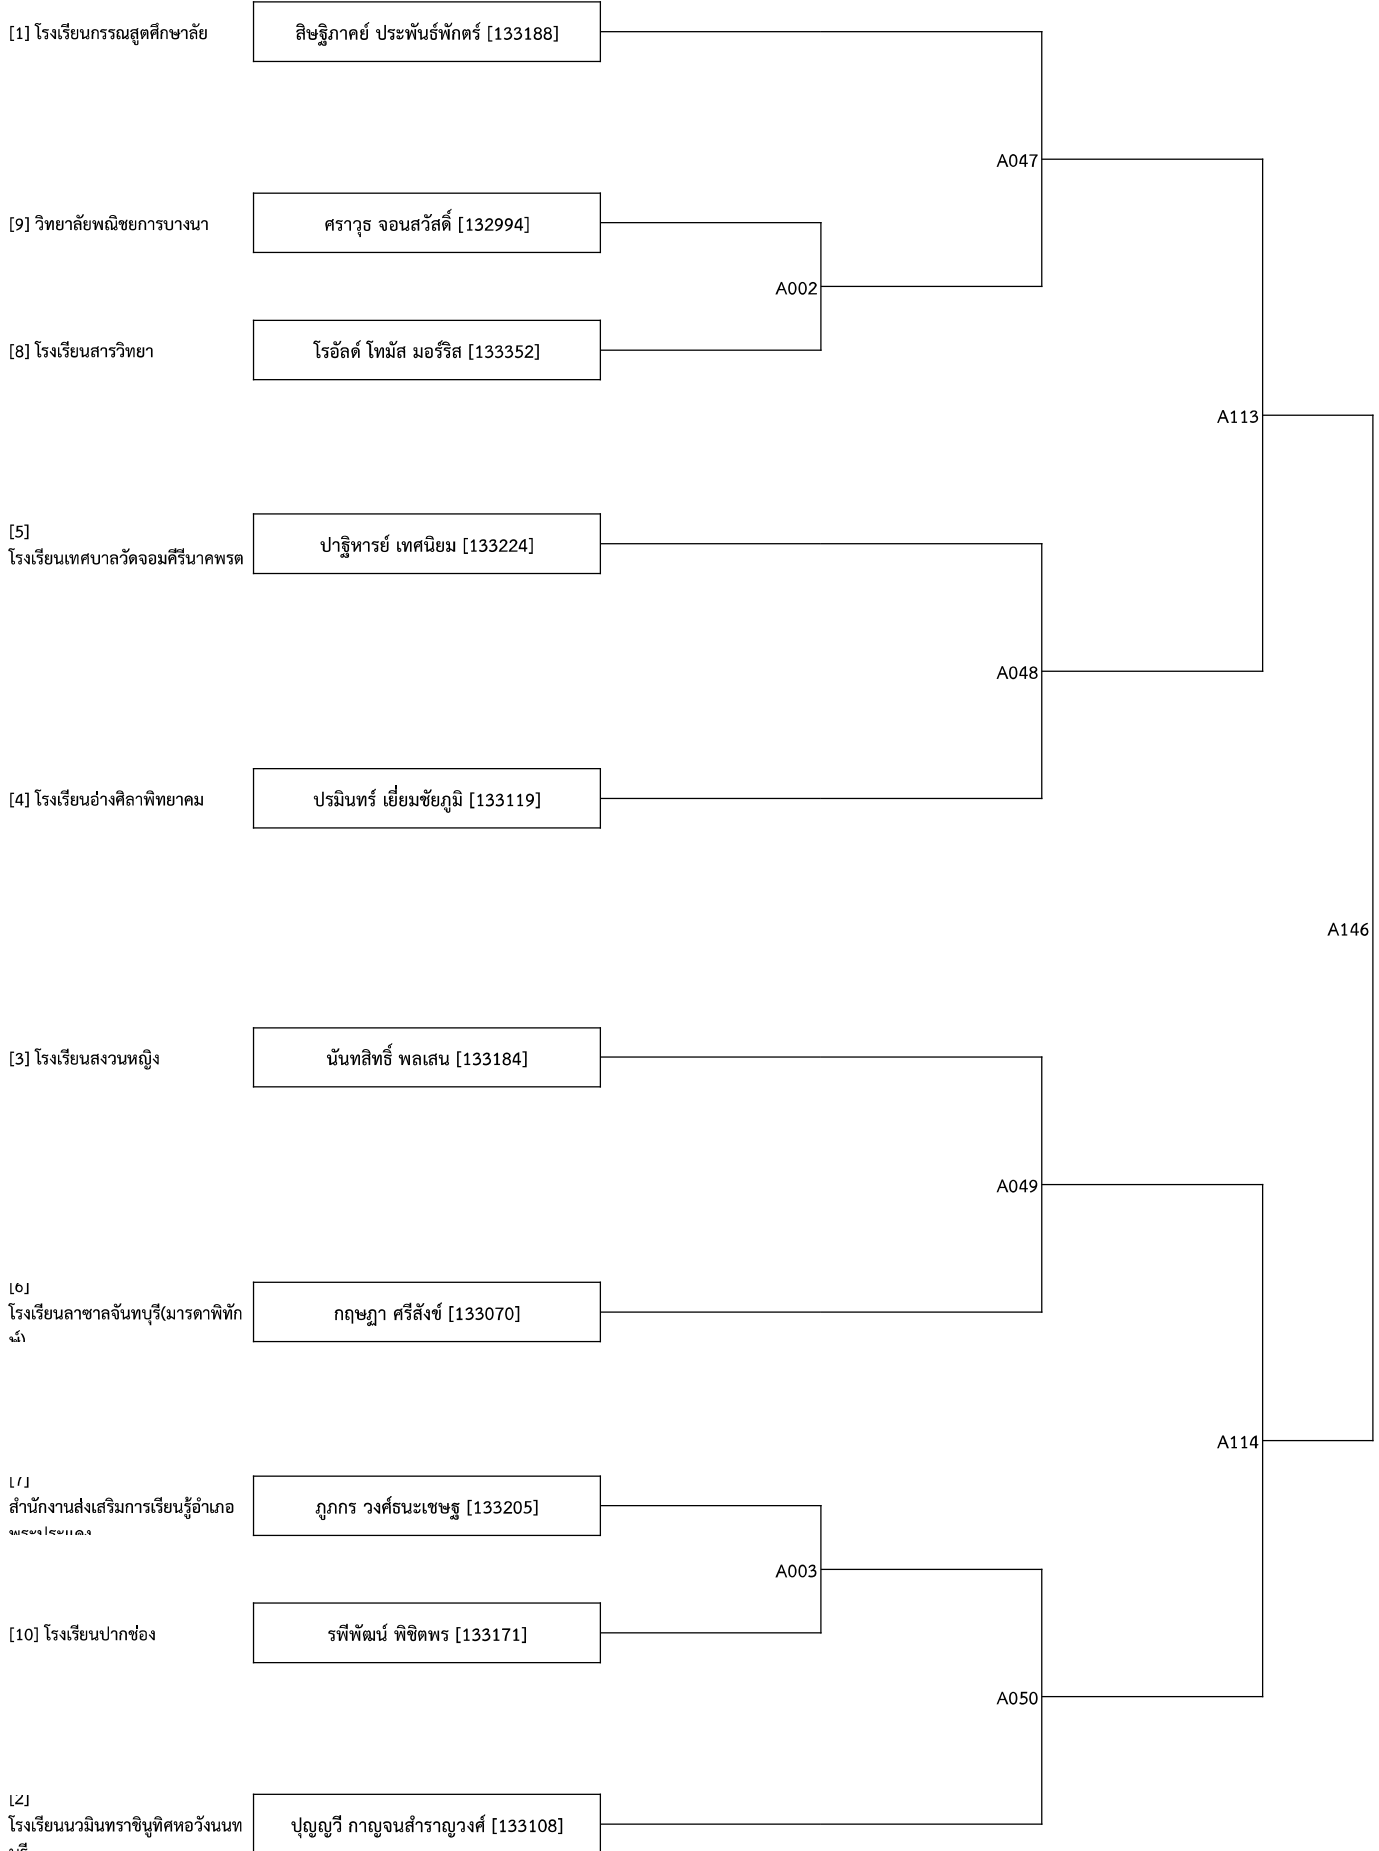 [1] โรงเรียนกรรณสูตศึกษาลัย
สิษฐิภาคย์ ประพันธ์พักตร์ [133188]
A047
[9] วิทยาลัยพณิชยการบางนา
ศราวุธ จอนสวัสดิ์ [132994]
A002
[8] โรงเรียนสารวิทยา
โรอัลด์ โทมัส มอร์ริส [133352]
A113
[5]
โรงเรียนเทศบาลวัดจอมคีรีนาคพรต
ปาฐิหารย์ เทศนิยม [133224]
A048
[4] โรงเรียนอ่างศิลาพิทยาคม
ปรมินทร์ เยี่ยมชัยภูมิ [133119]
A146
[3] โรงเรียนสงวนหญิง
นันทสิทธิ์ พลเสน [133184]
A049
[6]
โรงเรียนลาซาลจันทบุรี(มารดาพิทัก
ษ์)
กฤษฏา ศรีสังข์ [133070]
A114
[7]
สำนักงานส่งเสริมการเรียนรู้อำเภอ
พระประแดง
ภูภกร วงศ์ธนะเชษฐ [133205]
A003
[10] โรงเรียนปากช่อง
รพีพัฒน์ พิชิตพร [133171]
A050
[2]
โรงเรียนนวมินทราชินูทิศหอวังนนท
ปุญญวี กาญจนสำราญวงศ์ [133108]